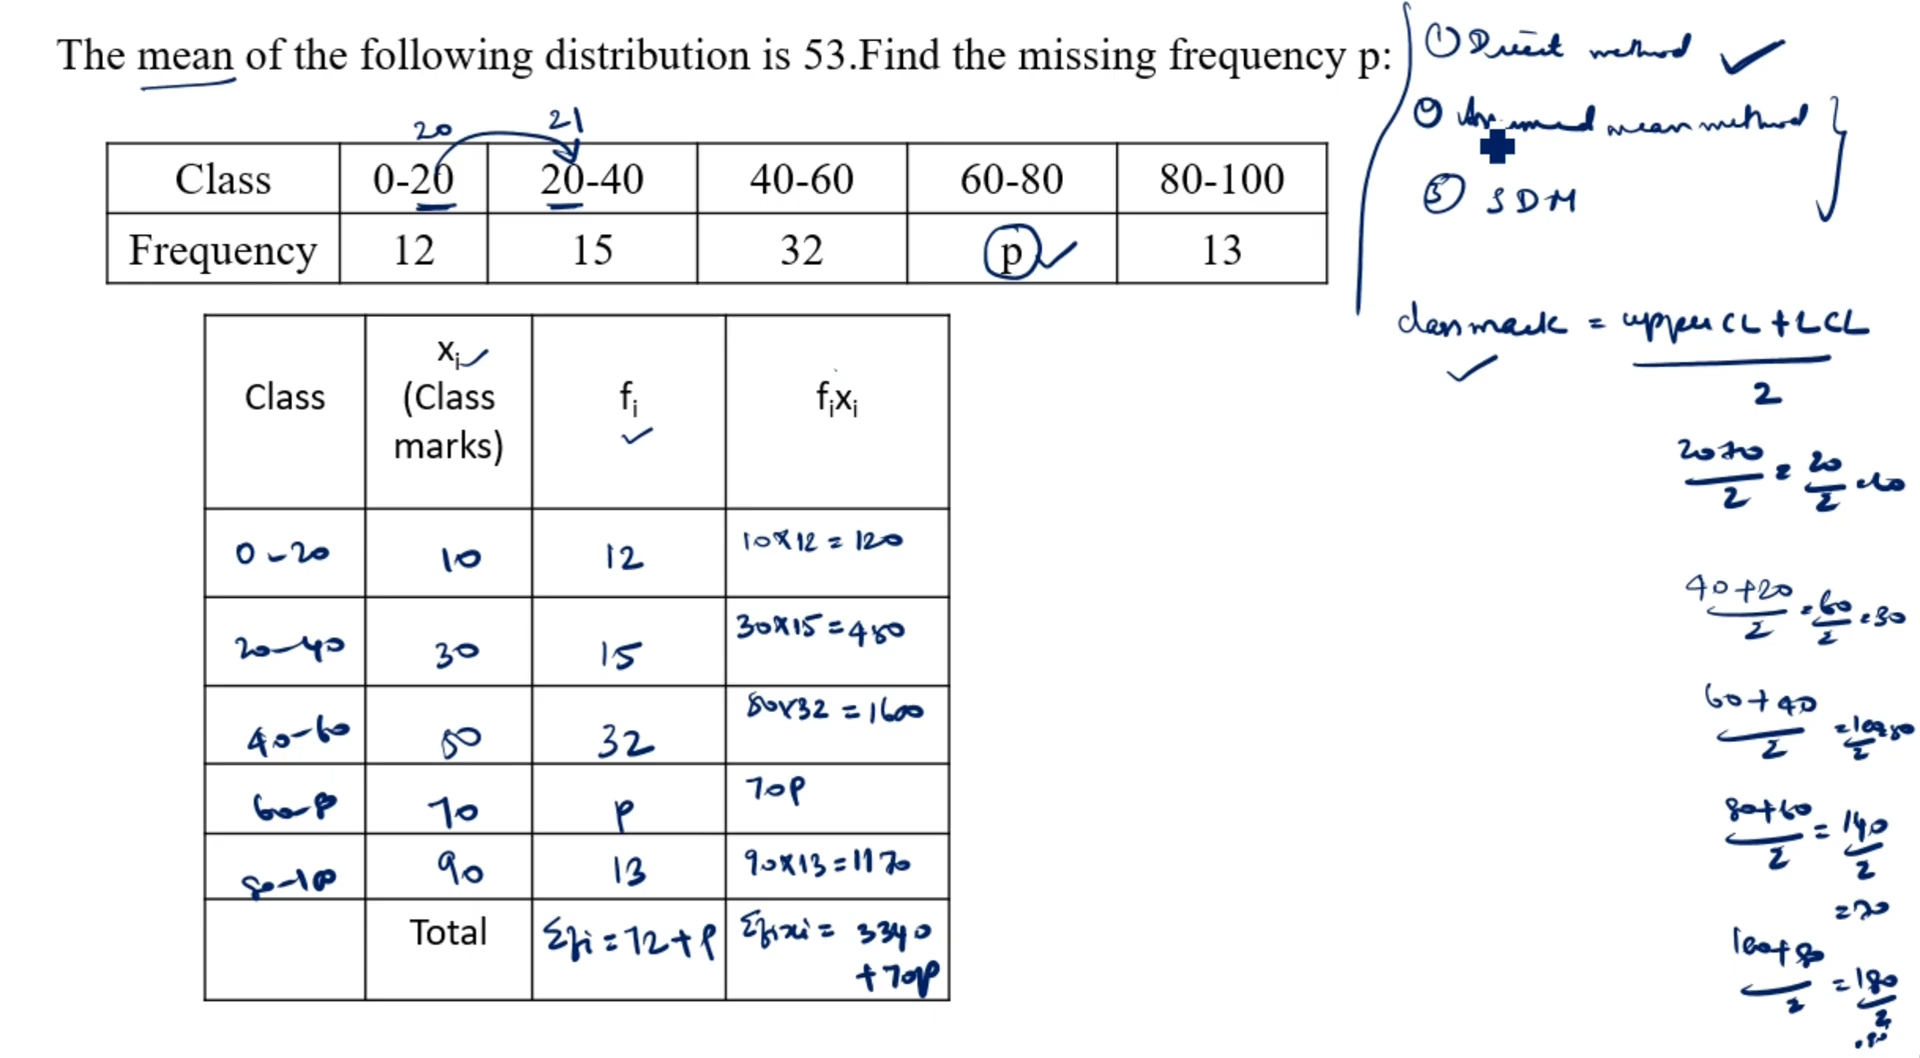 The mean of the following distribution is 53.Find the missing frequency p:
① Direct method ✓
② Assumed mean method
③ SDM
20 21
Class 0-20 20-40 40-60 60-80 80-100
Frequency 12 15 32 p 13
class mark = upper CL + LCL
2
Class xᵢ (Class marks) fᵢ fᵢxᵢ
0-20 10 12 10×12 = 120
20-40 30 15 30×15 = 450
40-60 50 32 50×32 = 1600
70 p 70p
80-100 90 13 90×13 = 1170
Total Σfi = 72+p Σfixi = 3340
+70p
20+0/2 = 20/2 = 10
40+20/2 = 60/2 = 30
60+40/2 = 100/2 = 50
80+60/2 = 140/2
= 70
100+80/2 = 180/2